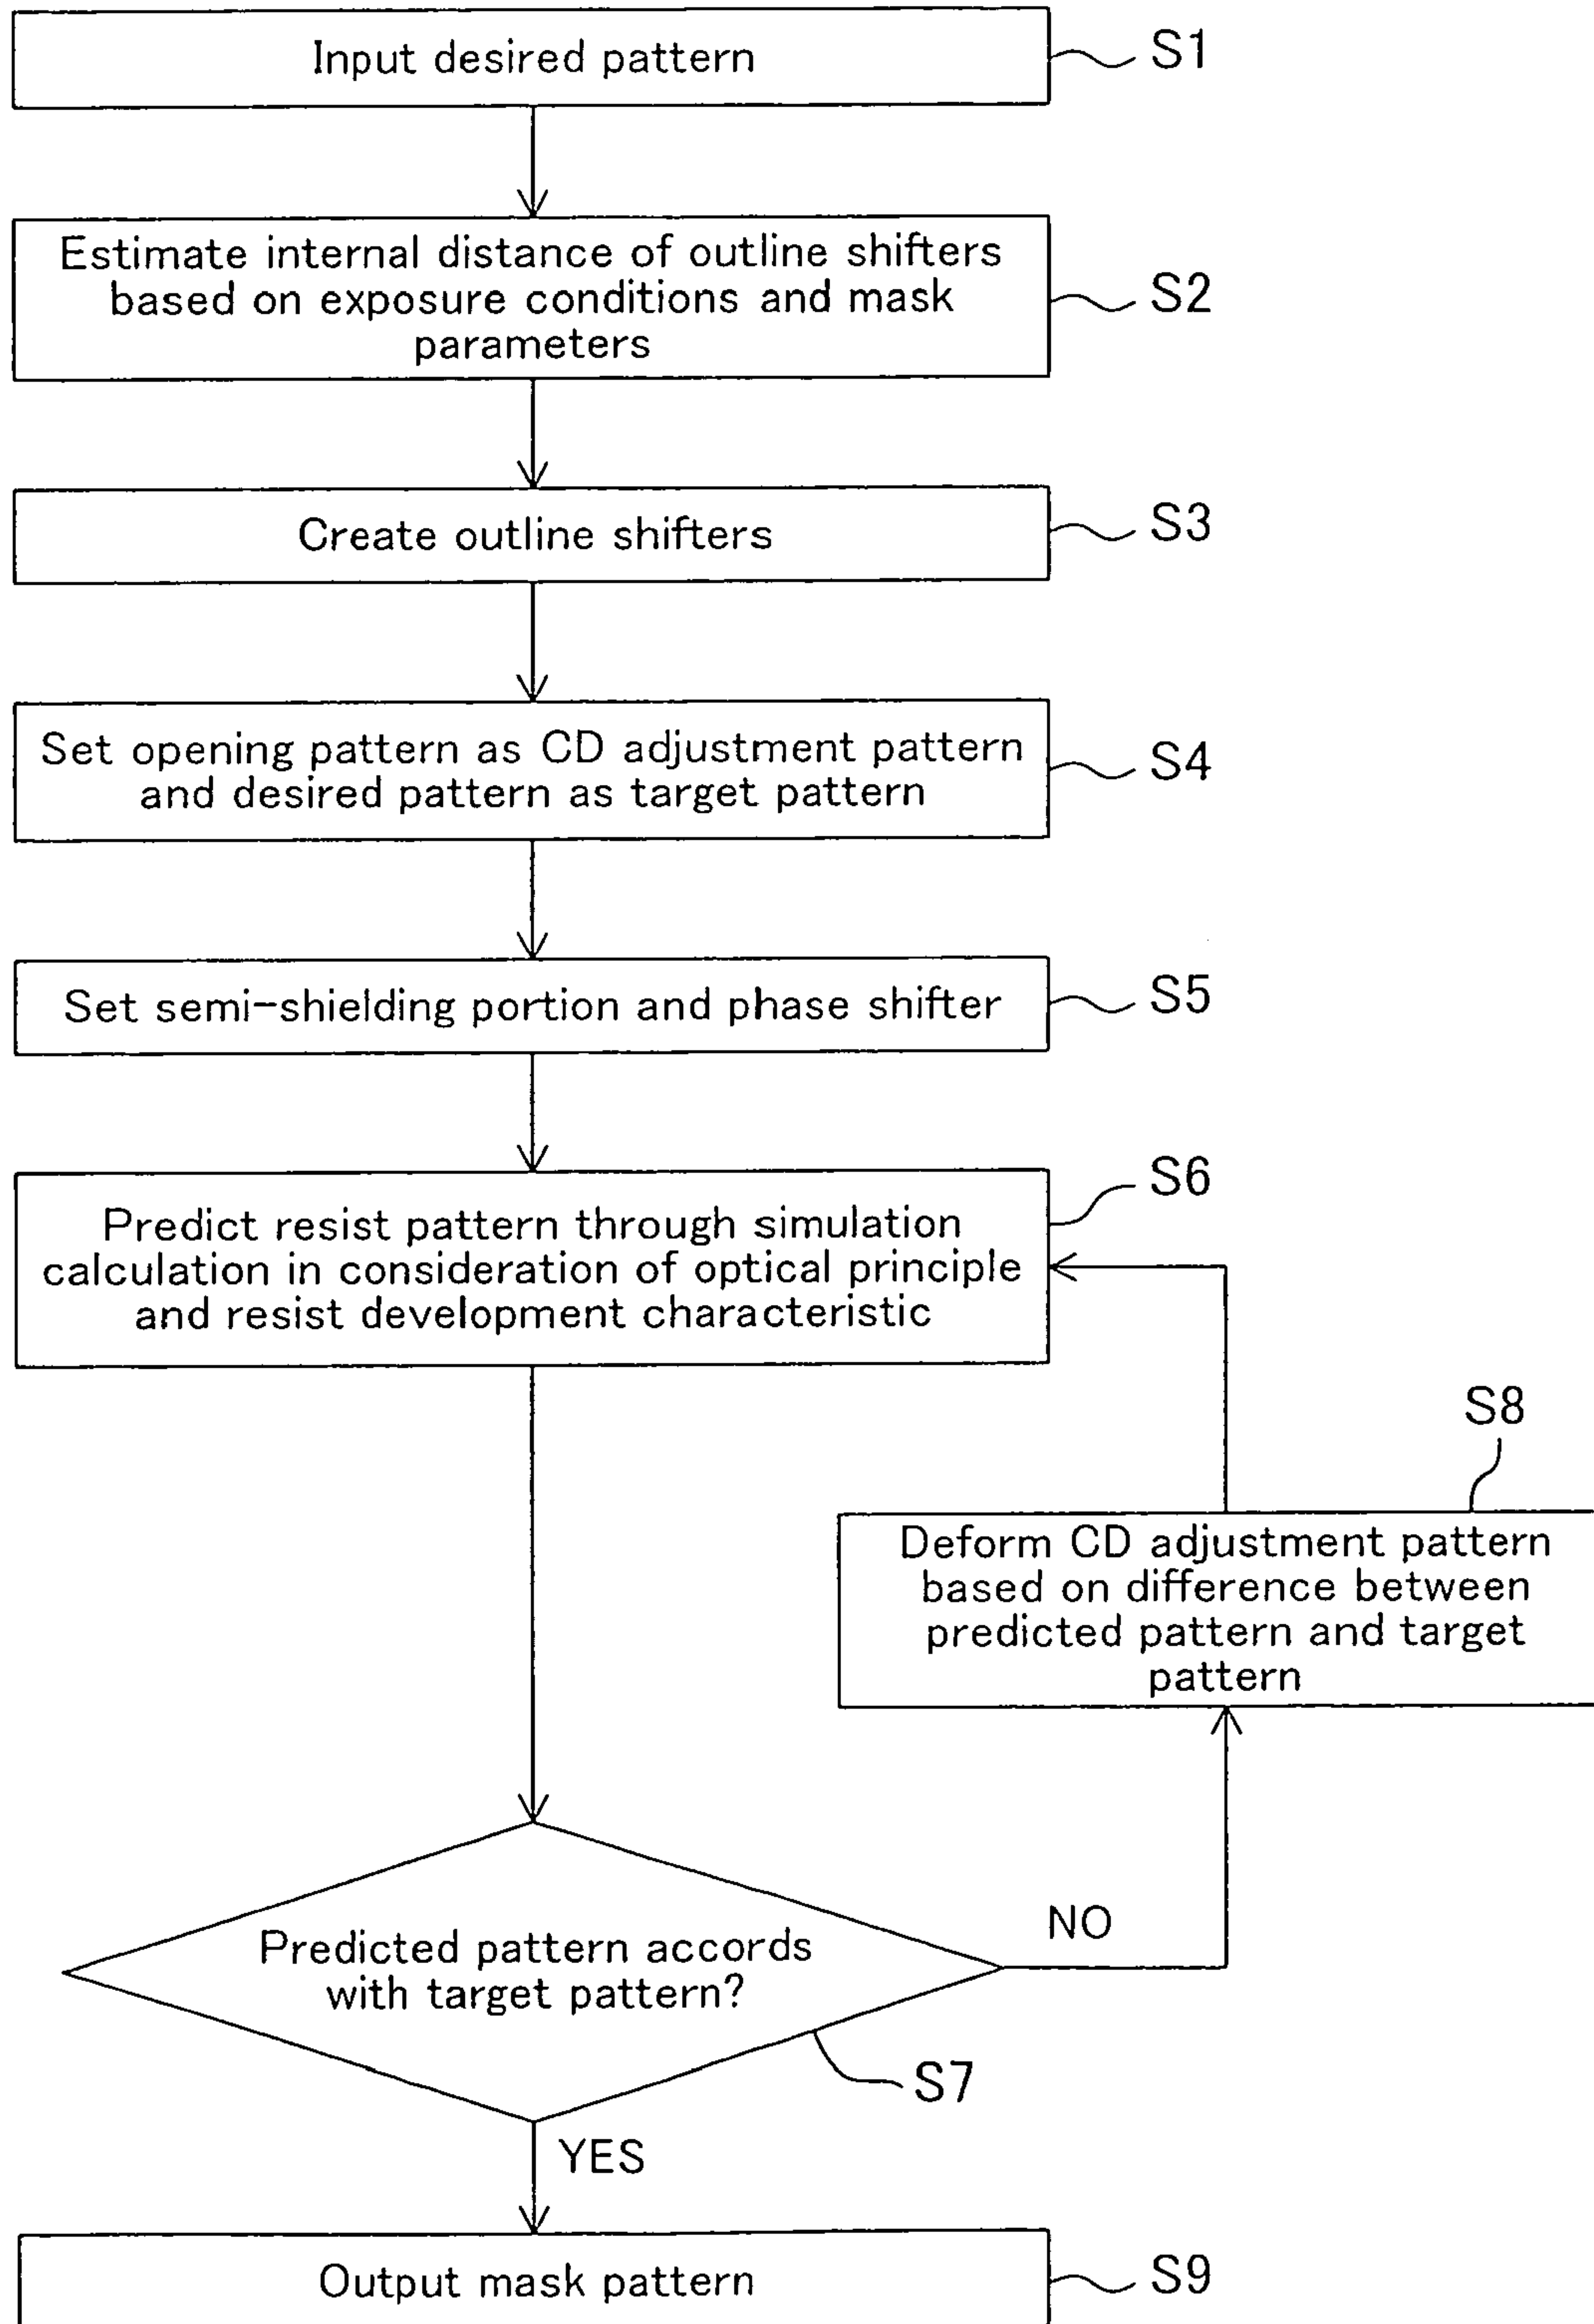 Input desired pattern
S1
Estimate internal distance of outline shifters
based on exposure conditions and mask
parameters
S2
Create outline shifters
S3
Set opening pattern as CD adjustment pattern
and desired pattern as target pattern
S4
Set semi-shielding portion and phase shifter
S5
Predict resist pattern through simulation
calculation in consideration of optical principle
and resist development characteristic
S6
S8
Deform CD adjustment pattern
based on difference between
predicted pattern and target
pattern
Predicted pattern accords
with target pattern?
NO
S7
YES
Output mask pattern
S9